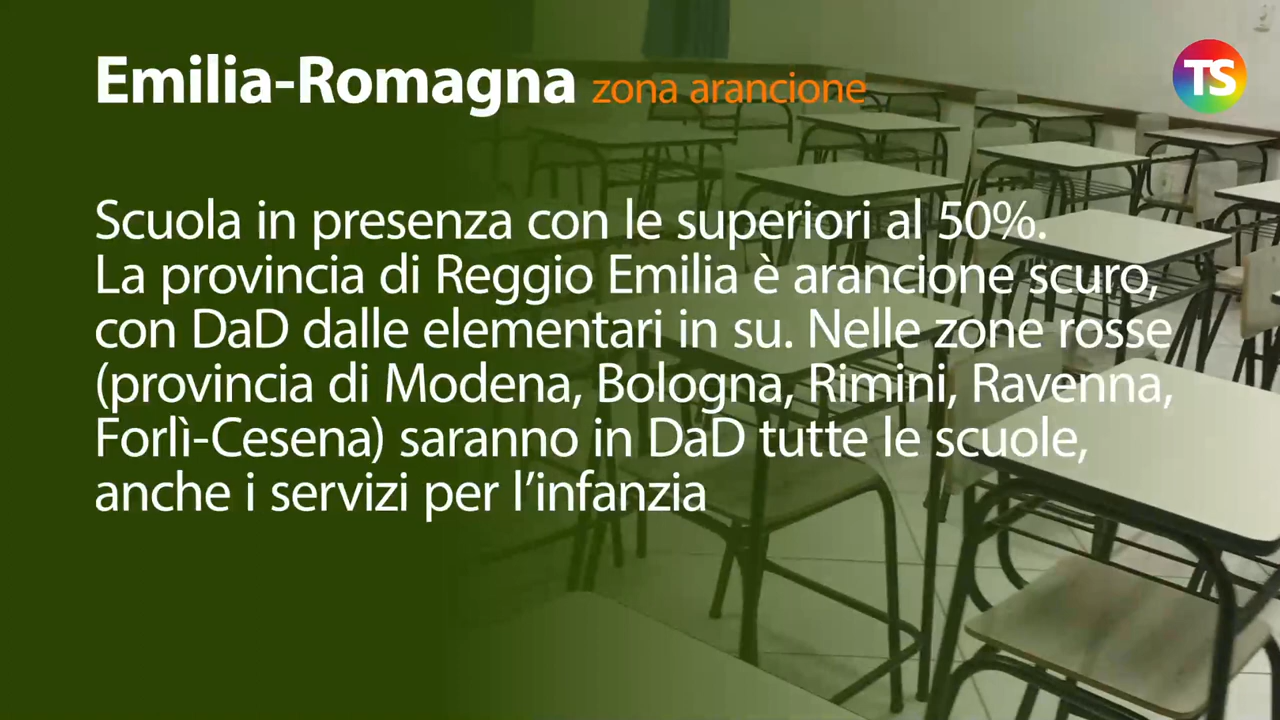 Emilia-Romagna zona arancione
TS
Scuola in presenza con le superiori al 50%.
La provincia di Reggio Emilia è arancione scuro,
con DaD dalle elementari in su. Nelle zone rosse
(provincia di Modena, Bologna, Rimini, Ravenna,
Forlì-Cesena) saranno in DaD tutte le scuole,
anche i servizi per l’infanzia